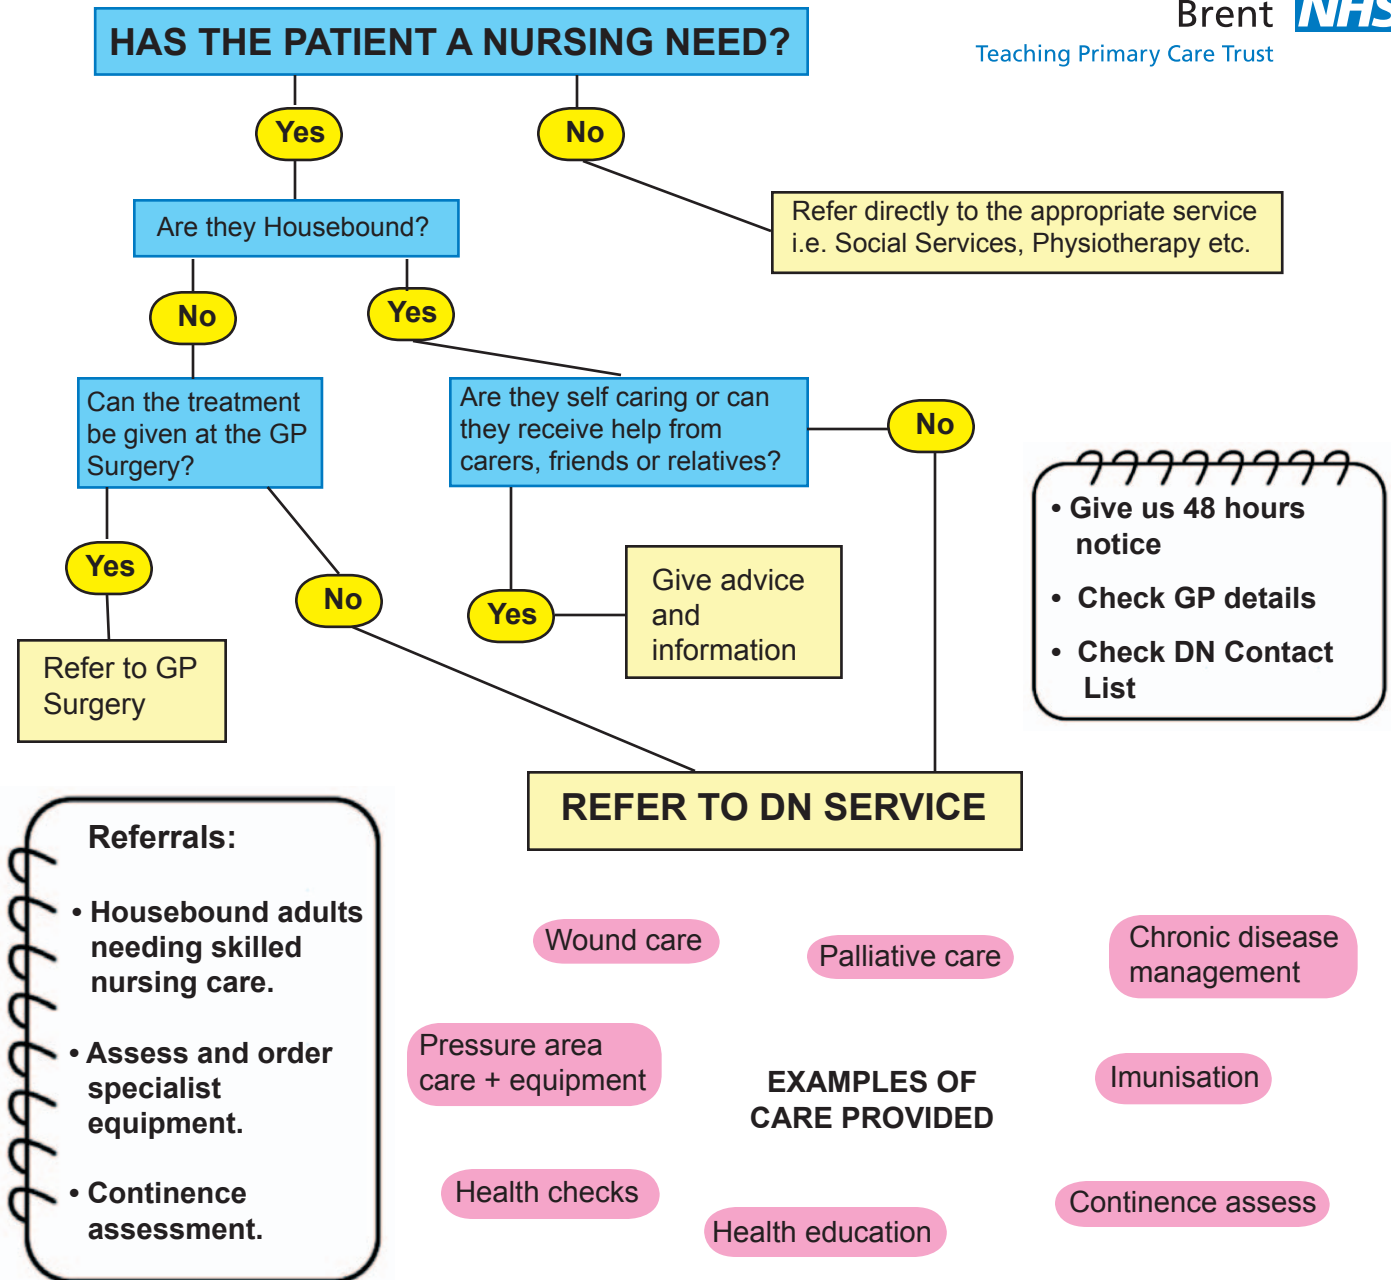 Brent NHS
Teaching Primary Care Trust
HAS THE PATIENT A NURSING NEED?
Yes
No
Are they Housebound?
Refer directly to the appropriate service
i.e. Social Services, Physiotherapy etc.
No
Yes
Can the treatment
be given at the GP
Surgery?
Are they self caring or can
they receive help from
carers, friends or relatives?
No
Yes
No
Yes
Give advice
and
information
Refer to GP
Surgery
• Give us 48 hours
notice
• Check GP details
• Check DN Contact
List
REFER TO DN SERVICE
Referrals:
• Housebound adults
needing skilled
nursing care.
• Assess and order
specialist
equipment.
• Continence
assessment.
Wound care
Palliative care
Chronic disease
management
Pressure area
care + equipment
EXAMPLES OF
CARE PROVIDED
Imunisation
Health checks
Health education
Continence assess